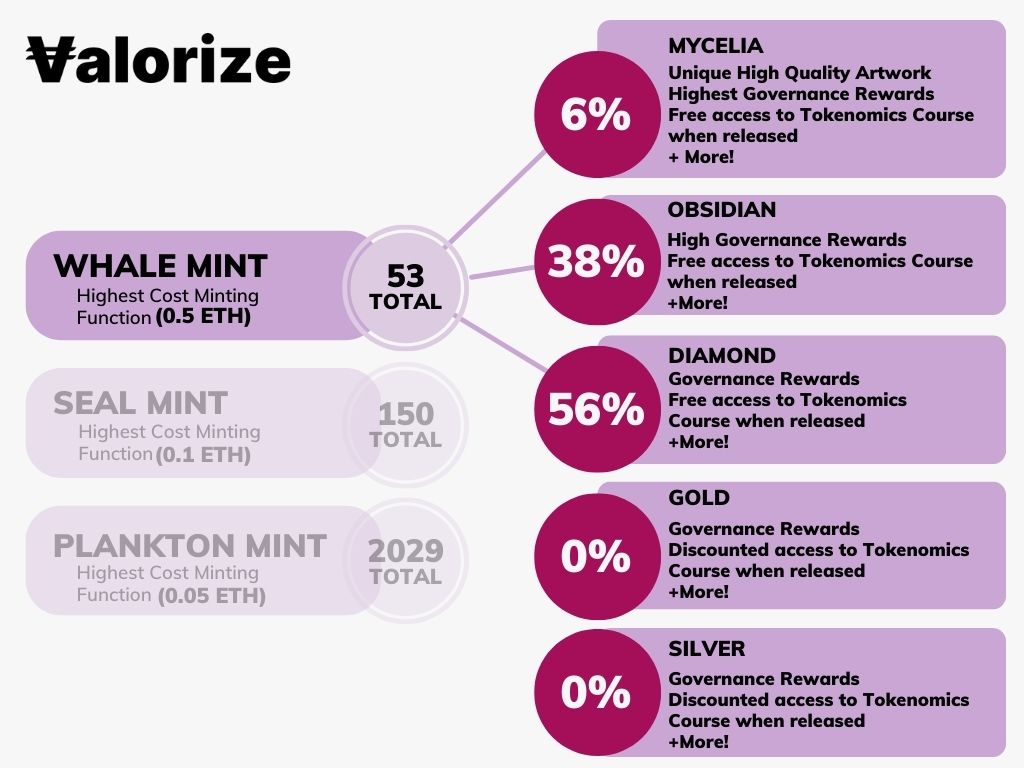 Valorize
WHALE MINT
Highest Cost Minting
Function (0.5 ETH)
53
TOTAL
SEAL MINT
Highest Cost Minting
Function (0.1 ETH)
150
TOTAL
PLANKTON MINT
Highest Cost Minting
Function (0.05 ETH)
2029
TOTAL
6%
MYCELIA
Unique High Quality Artwork
Highest Governance Rewards
Free access to Tokenomics Course
when released
+ More!
38%
OBSIDIAN
High Governance Rewards
Free access to Tokenomics Course
when released
+More!
56%
DIAMOND
Governance Rewards
Free access to Tokenomics
Course when released
+More!
0%
GOLD
Governance Rewards
Discounted access to Tokenomics
Course when released
+More!
0%
SILVER
Governance Rewards
Discounted access to Tokenomics
Course when released
+More!